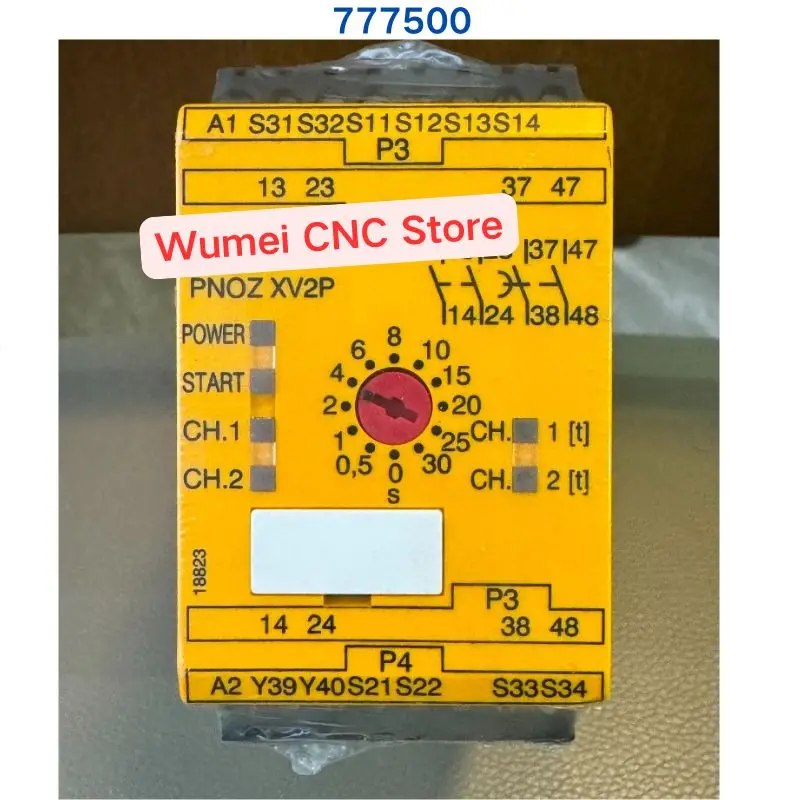 777500
A1 S31 S32 S11 S12 S13 S14
P3
13 23 37 47
Wumei CNC Store
37 47
PNOZ XV2P
14 24 38 48
POWER
START
CH.1
CH.2
8
6 10
4 15
2 20
1 25
0,5 30
0
s
CH. 1 [t]
CH. 2 [t]
18823
P3
14 24 38 48
P4
A2 Y39 Y40 S21 S22 S33 S34